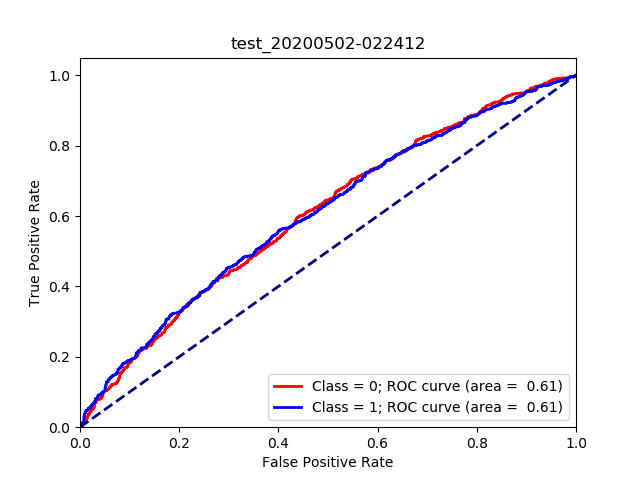 test_20200502-022412
1.0
0.8
0.6
0.4
0.2
0.0
True Positive Rate
Class = 0; ROC curve (area =  0.61)
Class = 1; ROC curve (area =  0.61)
0.0 0.2 0.4 0.6 0.8 1.0
False Positive Rate